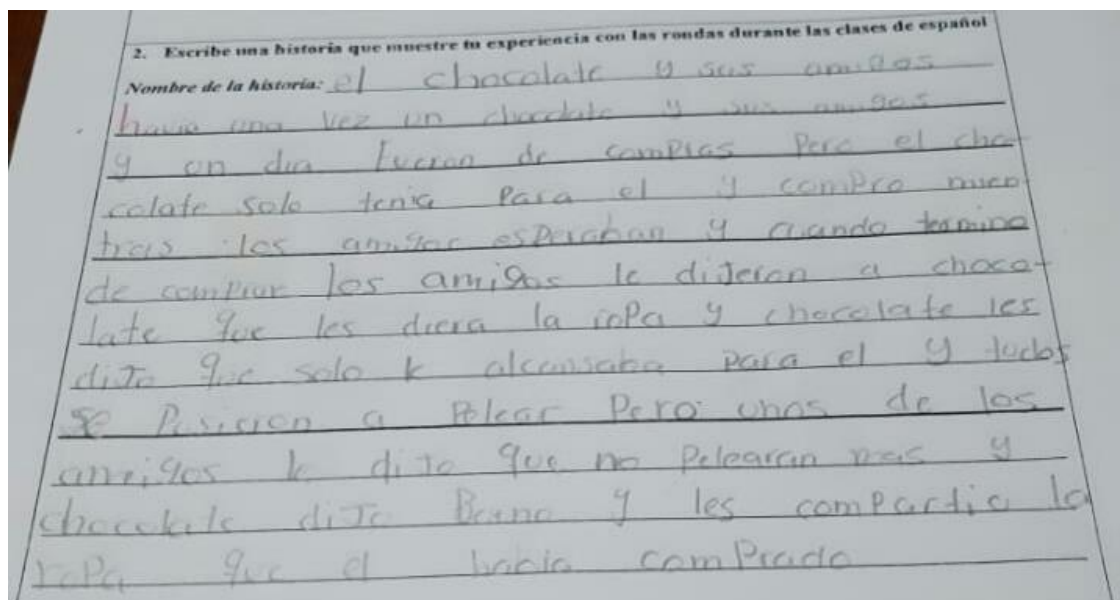 2. Escribe una historia que muestre tu experiencia con las rondas durante las clases de español
Nombre de la historia: el chocolate y sus amigos
havia una vez un chocolate y sus amigos
y un dia fueron de complas Pero el cho
colate solo tenia Para el y compro mien
tras los amigos esperaban y cuando termino
de complar los amigos le dijeron a choco
late que les diera la ropa y chocolate les
dijo que solo le alcansaba para el y todos
se Pusieron a Pelear Pero unos de los
amigos le dijo que no Pelearan mas y
chocolate dijo Bueno y les compartio la
roPa que el habia comPrado